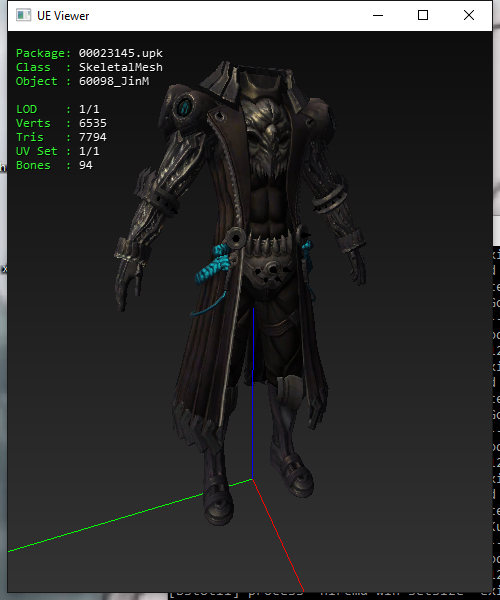 UE Viewer
Package: 00023145.upk
Class : SkeletalMesh
Object : 60098_JinM
LOD : 1/1
Verts : 6535
Tris : 7794
UV Set : 1/1
Bones : 94